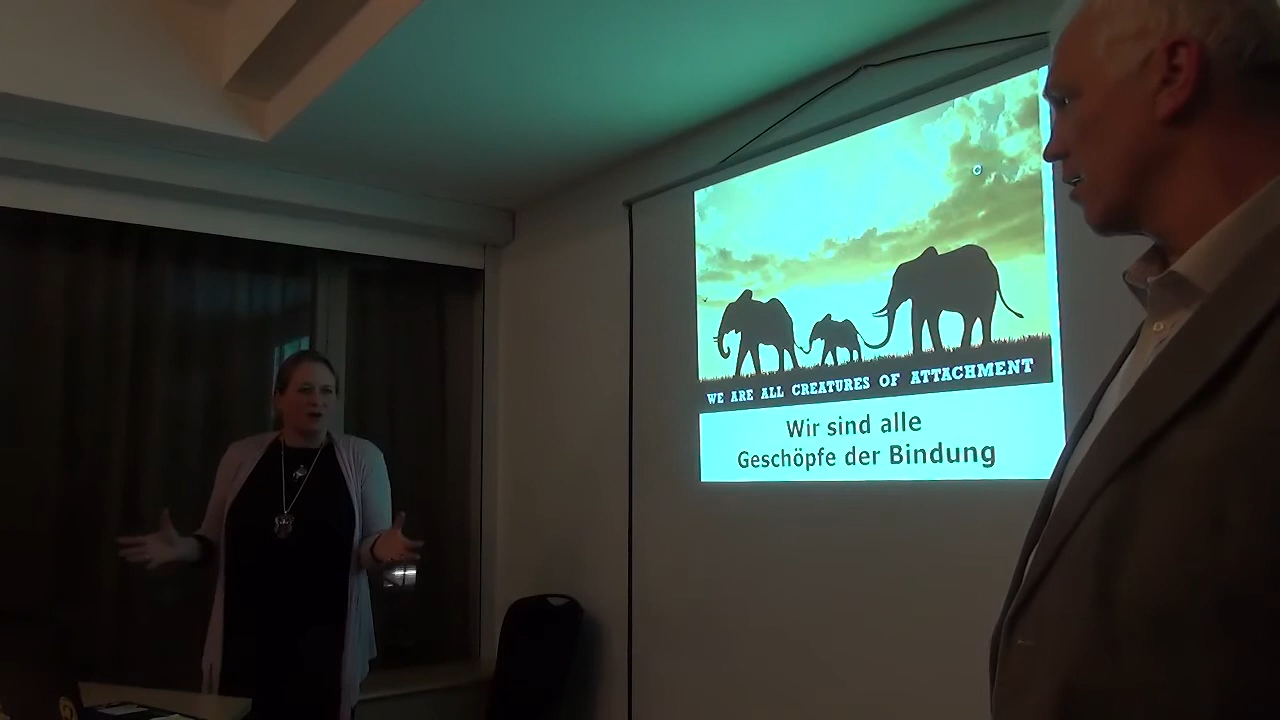 WE ARE ALL CREATURES OF ATTACHMENT
Wir sind alle
Geschöpfe der Bindung